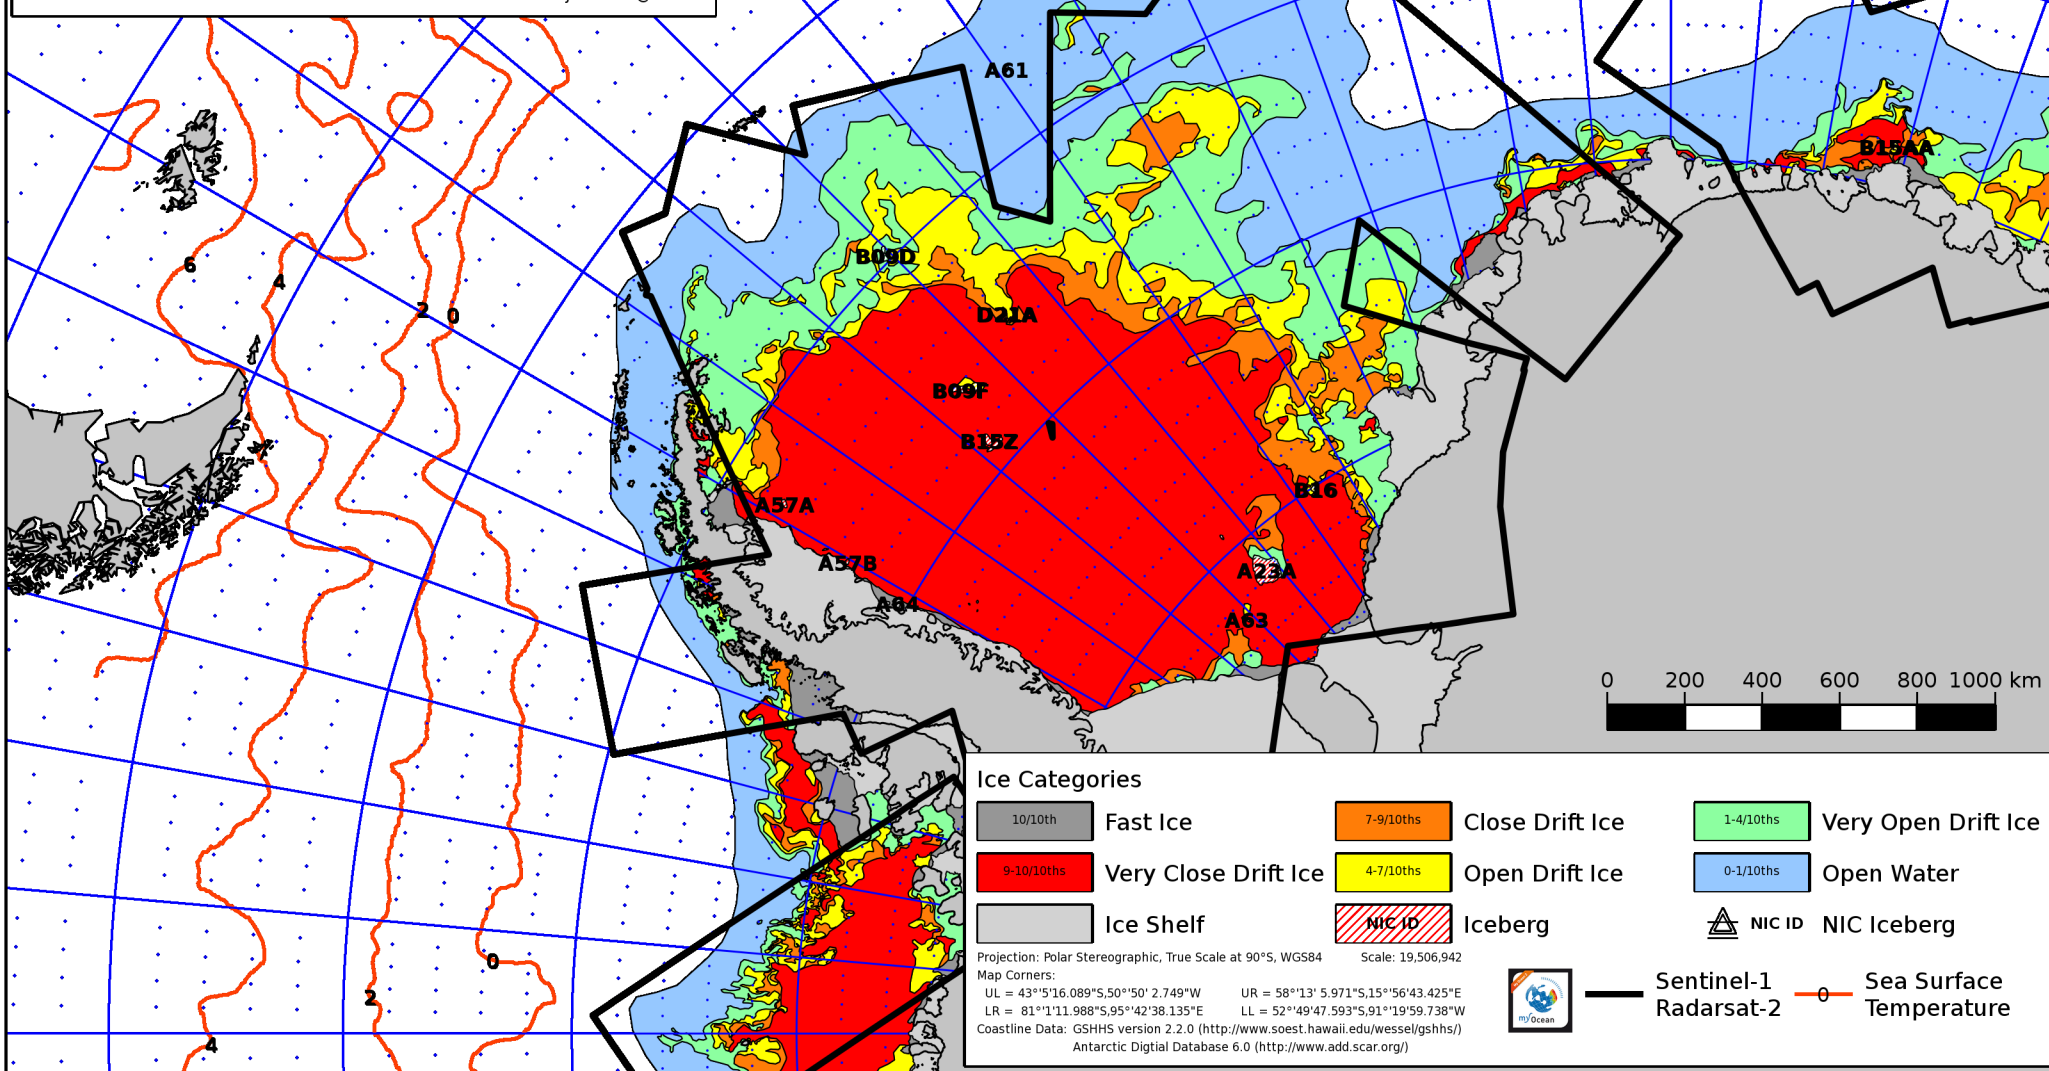 A61
B15AA
B09D
6
4
2
0
D21A
B09F
B15Z
A57A
B16
A57B
A23A
A64
A63
0 200 400 600 800 1000 km
Ice Categories
10/10th Fast Ice
7-9/10ths Close Drift Ice
1-4/10ths Very Open Drift Ice
9-10/10ths Very Close Drift Ice
4-7/10ths Open Drift Ice
0-1/10ths Open Water
Ice Shelf
NIC ID Iceberg
NIC ID NIC Iceberg
Projection: Polar Stereographic, True Scale at 90°S, WGS84 Scale: 19,506,942
Map Corners:
UL = 43°5'16.089"S,50°'50' 2.749"W UR = 58°'13' 5.971"S,15°'56'43.425"E
LR = 81°'1'11.988"S,95°'42'38.135"E LL = 52°'49'47.593"S,91°'19'59.738"W
Coastline Data: GSHHS version 2.2.0 (http://www.soest.hawaii.edu/wessel/gshhs/)
Antarctic Digtial Database 6.0 (http://www.add.scar.org/)
myOcean
Sentinel-1
Radarsat-2
0
Sea Surface
Temperature
0
2
4